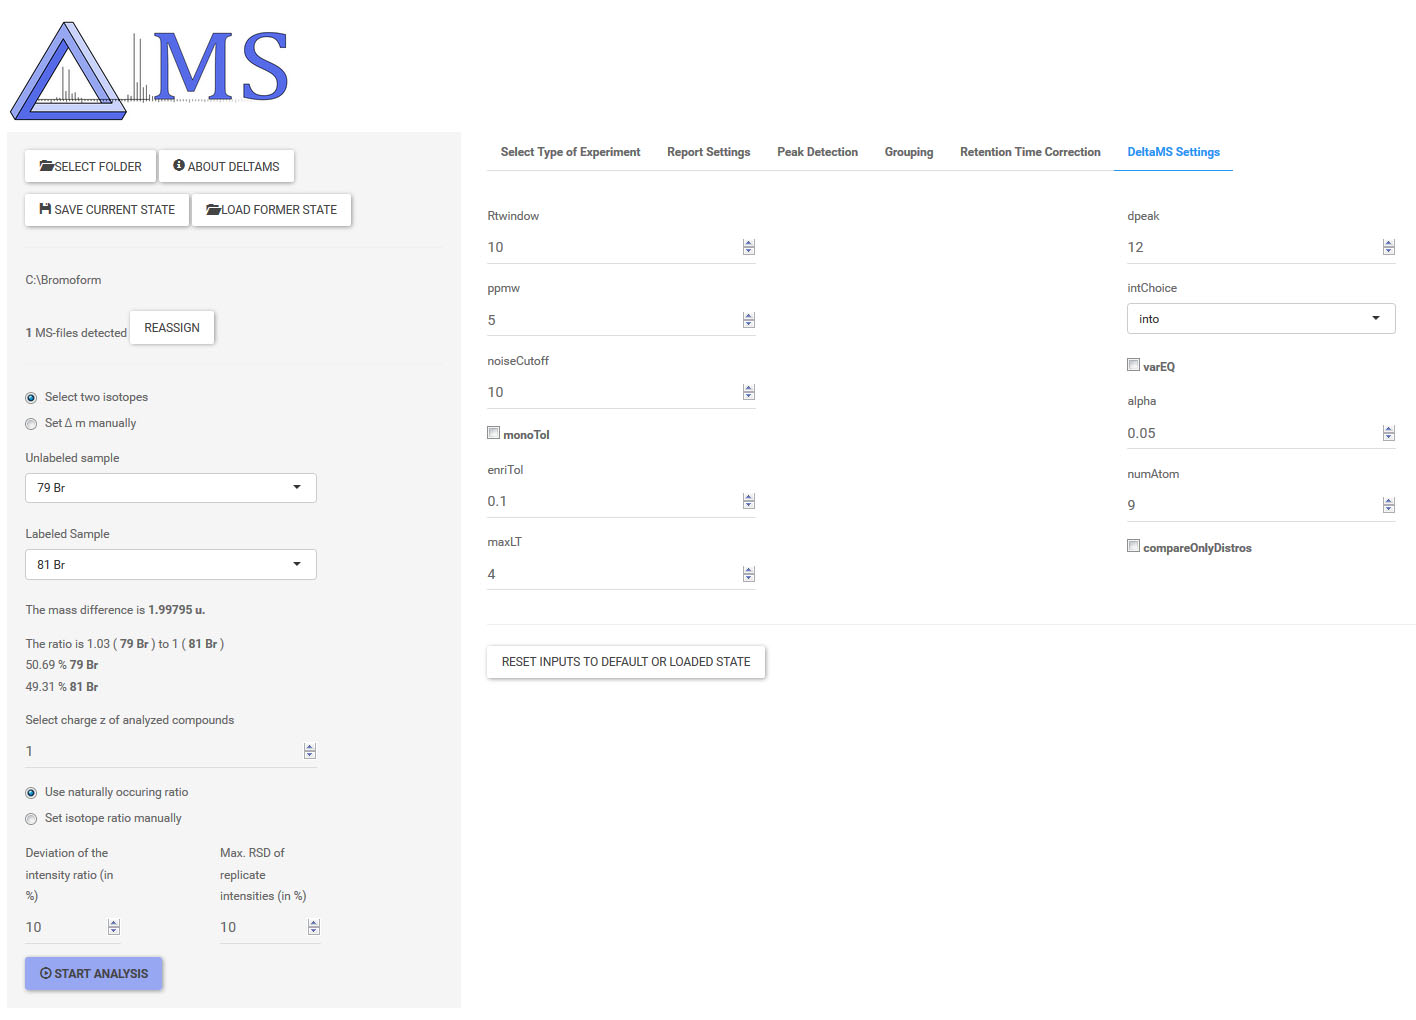 MS
SELECT FOLDER
ABOUT DELTAMS
SAVE CURRENT STATE
LOAD FORMER STATE
C:\Bromoform
1 MS-files detected
REASSIGN
Select two isotopes
Set Δ m manually
Unlabeled sample
79 Br
Labeled Sample
81 Br
The mass difference is 1.99795 u.
The ratio is 1.03 ( 79 Br ) to 1 ( 81 Br )
50.69 % 79 Br
49.31 % 81 Br
Select charge z of analyzed compounds
1
Use naturally occuring ratio
Set isotope ratio manually
Deviation of the
intensity ratio (in
%)
10
Max. RSD of
replicate
intensities (in %)
10
START ANALYSIS
Select Type of Experiment
Report Settings
Peak Detection
Grouping
Retention Time Correction
DeltaMS Settings
Rtwindow
10
ppmw
5
noiseCutoff
10
monoTol
enriTol
0.1
maxLT
4
dpeak
12
intChoice
into
varEQ
alpha
0.05
numAtom
9
compareOnlyDistros
RESET INPUTS TO DEFAULT OR LOADED STATE